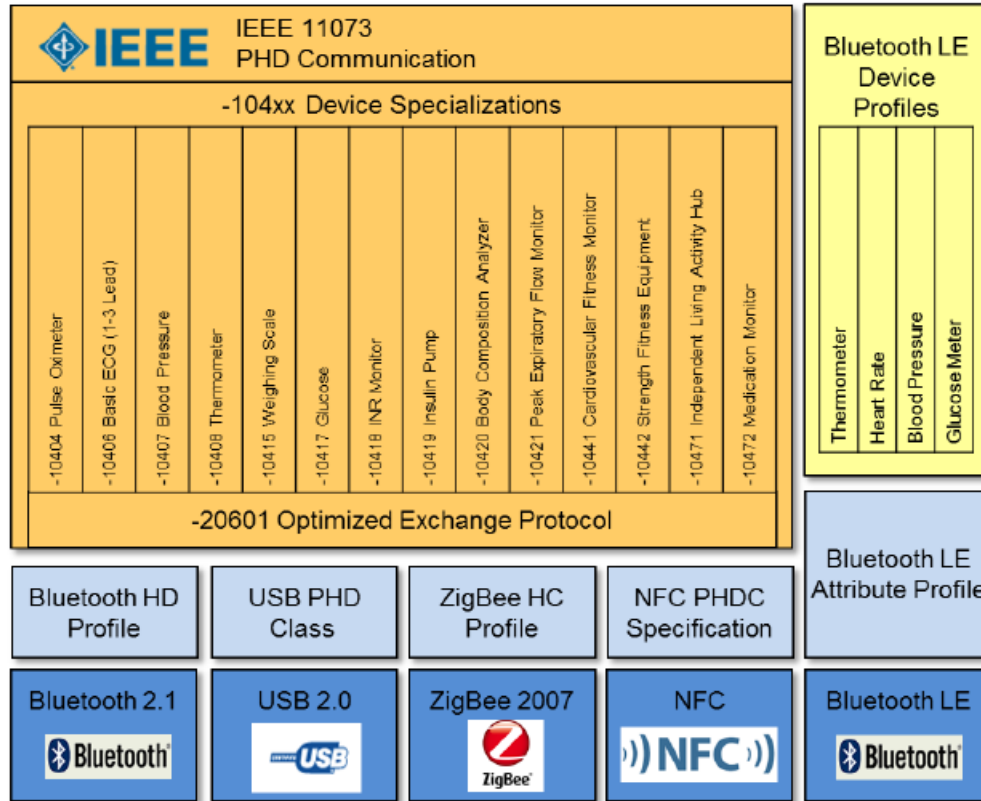 IEEE
IEEE 11073
PHD Communication
-104xx Device Specializations
-10404 Pulse Oximeter
-10406 Basic ECG (1-3 Lead)
-10407 Blood Pressure
-10408 Thermometer
-10415 Weighing Scale
-10417 Glucose
-10418 INR Monitor
-10419 Insulin Pump
-10420 Body Composition Analyzer
-10421 Peak Expiratory Flow Monitor
-10441 Cardiovascular Fitness Monitor
-10442 Strength Fitness Equipment
-10471 Independent Living Activity Hub
-10472 Medication Monitor
-20601 Optimized Exchange Protocol
Bluetooth LE
Device
Profiles
Thermometer
Heart Rate
Blood Pressure
Glucose Meter
Bluetooth HD
Profile
USB PHD
Class
ZigBee HC
Profile
NFC PHDC
Specification
Bluetooth LE
Attribute Profile
Bluetooth 2.1
Bluetooth
USB 2.0
USB
ZigBee 2007
ZigBee
NFC
NFC
Bluetooth LE
Bluetooth